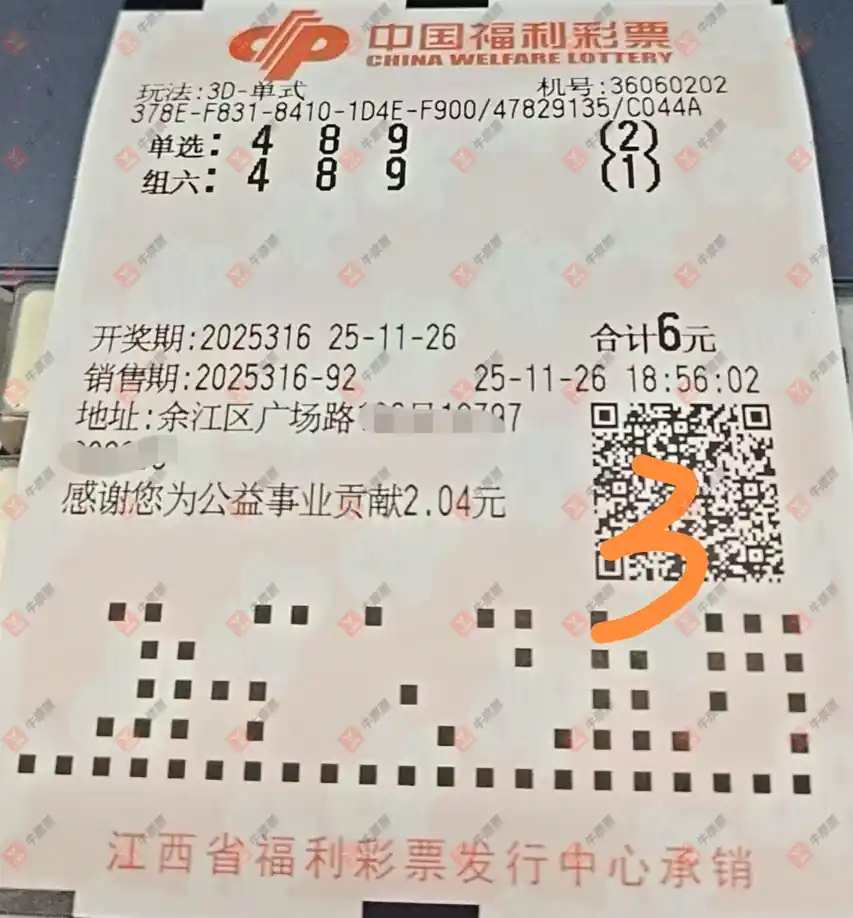 中国福利彩票
CHINA WELFARE LOTTERY
玩法:3D-单式 机号:36060202
378E-F831-8410-1D4E-F900/47829135/C044A
单选: 4 8 9 (2)
组六: 4 8 9 (1)
开奖期:2025316 25-11-26 合计6元
销售期:2025316-92 25-11-26 18:56:02
地址:余江区广场路
感谢您为公益事业贡献2.04元
3
江西省福利彩票发行中心承销